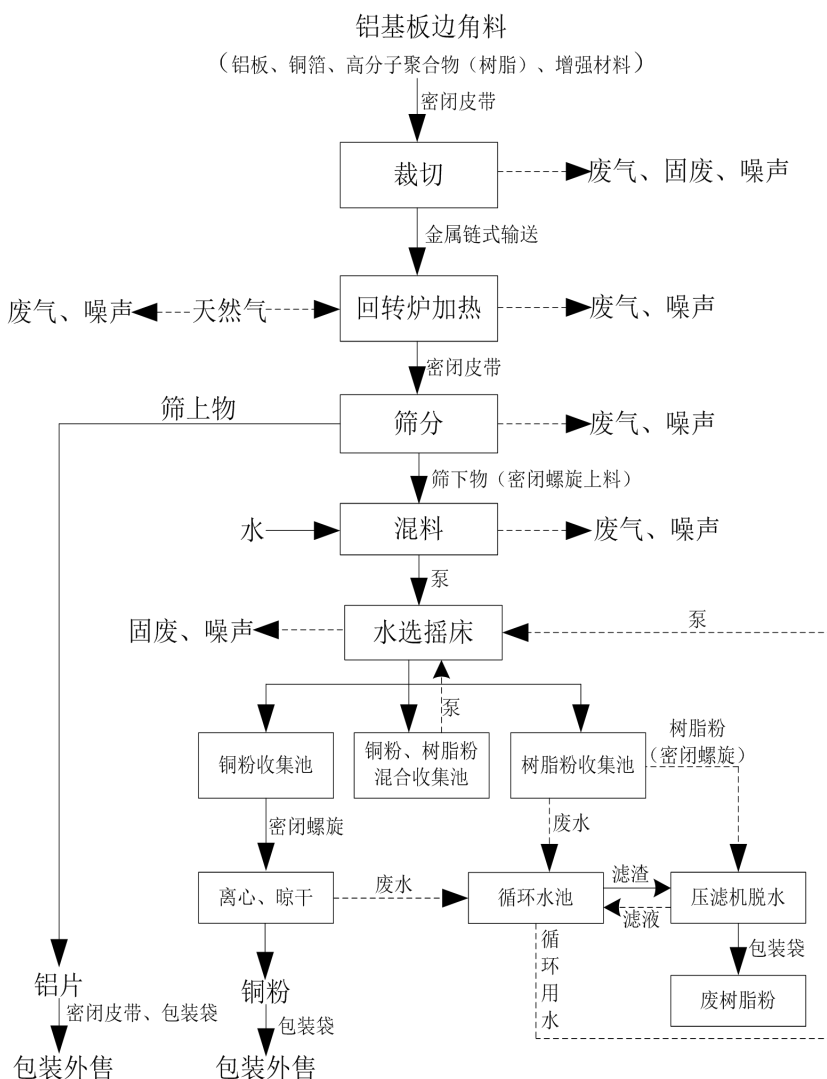 铝基板边角料
（铝板、铜箔、高分子聚合物（树脂）、增强材料）
密闭皮带
裁切
废气、固废、噪声
金属链式输送
废气、噪声
天然气
回转炉加热
废气、噪声
密闭皮带
筛上物
筛分
废气、噪声
筛下物（密闭螺旋上料）
水
混料
废气、噪声
泵
固废、噪声
水选摇床
泵
泵
铜粉收集池
铜粉、树脂粉
混合收集池
树脂粉收集池
树脂粉
（密闭螺旋）
密闭螺旋
废水
离心、晾干
废水
循环水池
滤渣
滤液
压滤机脱水
循
环
用
水
包装袋
废树脂粉
铝片
密闭皮带、包装袋
包装外售
铜粉
包装袋
包装外售